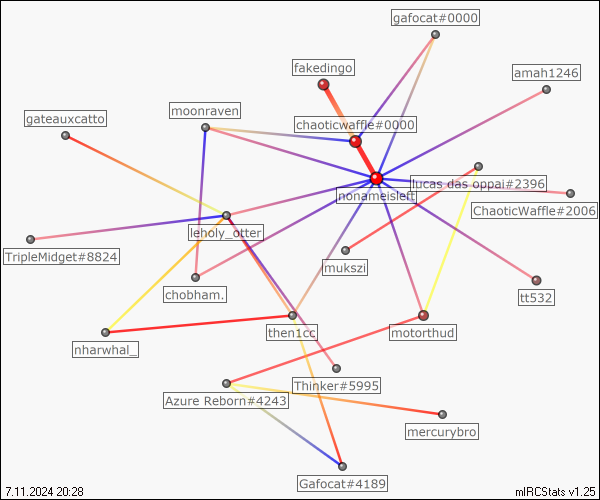 gafocat#0000
fakedingo
amah1246
moonraven
gateauxcatto
chaoticwaffle#0000
lucas das oppai#2396
nonameisleft
ChaoticWaffle#2006
leholy_otter
TripleMidget#8824
mukszi
chobham.
tt532
then1cc
motorthud
nharwhal_
Thinker#5995
Azure Reborn#4243
mercurybro
Gafocat#4189
7.11.2024 20:28
mIRCStats v1.25